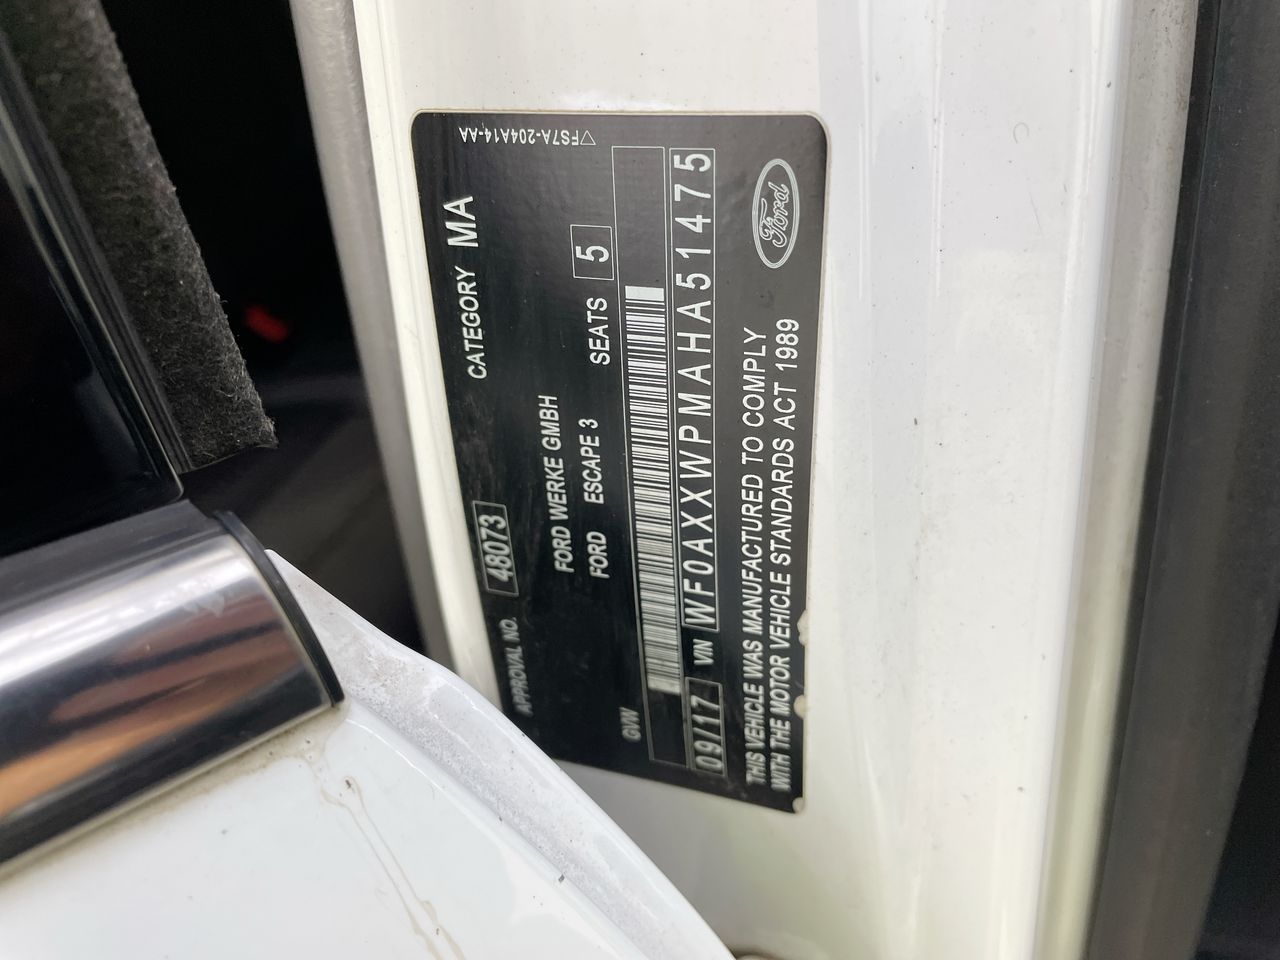 ▽FS7A-204A14-AA
APPROVAL NO. 48073 CATEGORY MA
FORD WERKE GMBH
FORD ESCAPE 3 SEATS 5
GVW
09/17 VIN WF0AXXWPMAHA51475
THIS VEHICLE WAS MANUFACTURED TO COMPLY
WITH THE MOTOR VEHICLE STANDARDS ACT 1989
Ford